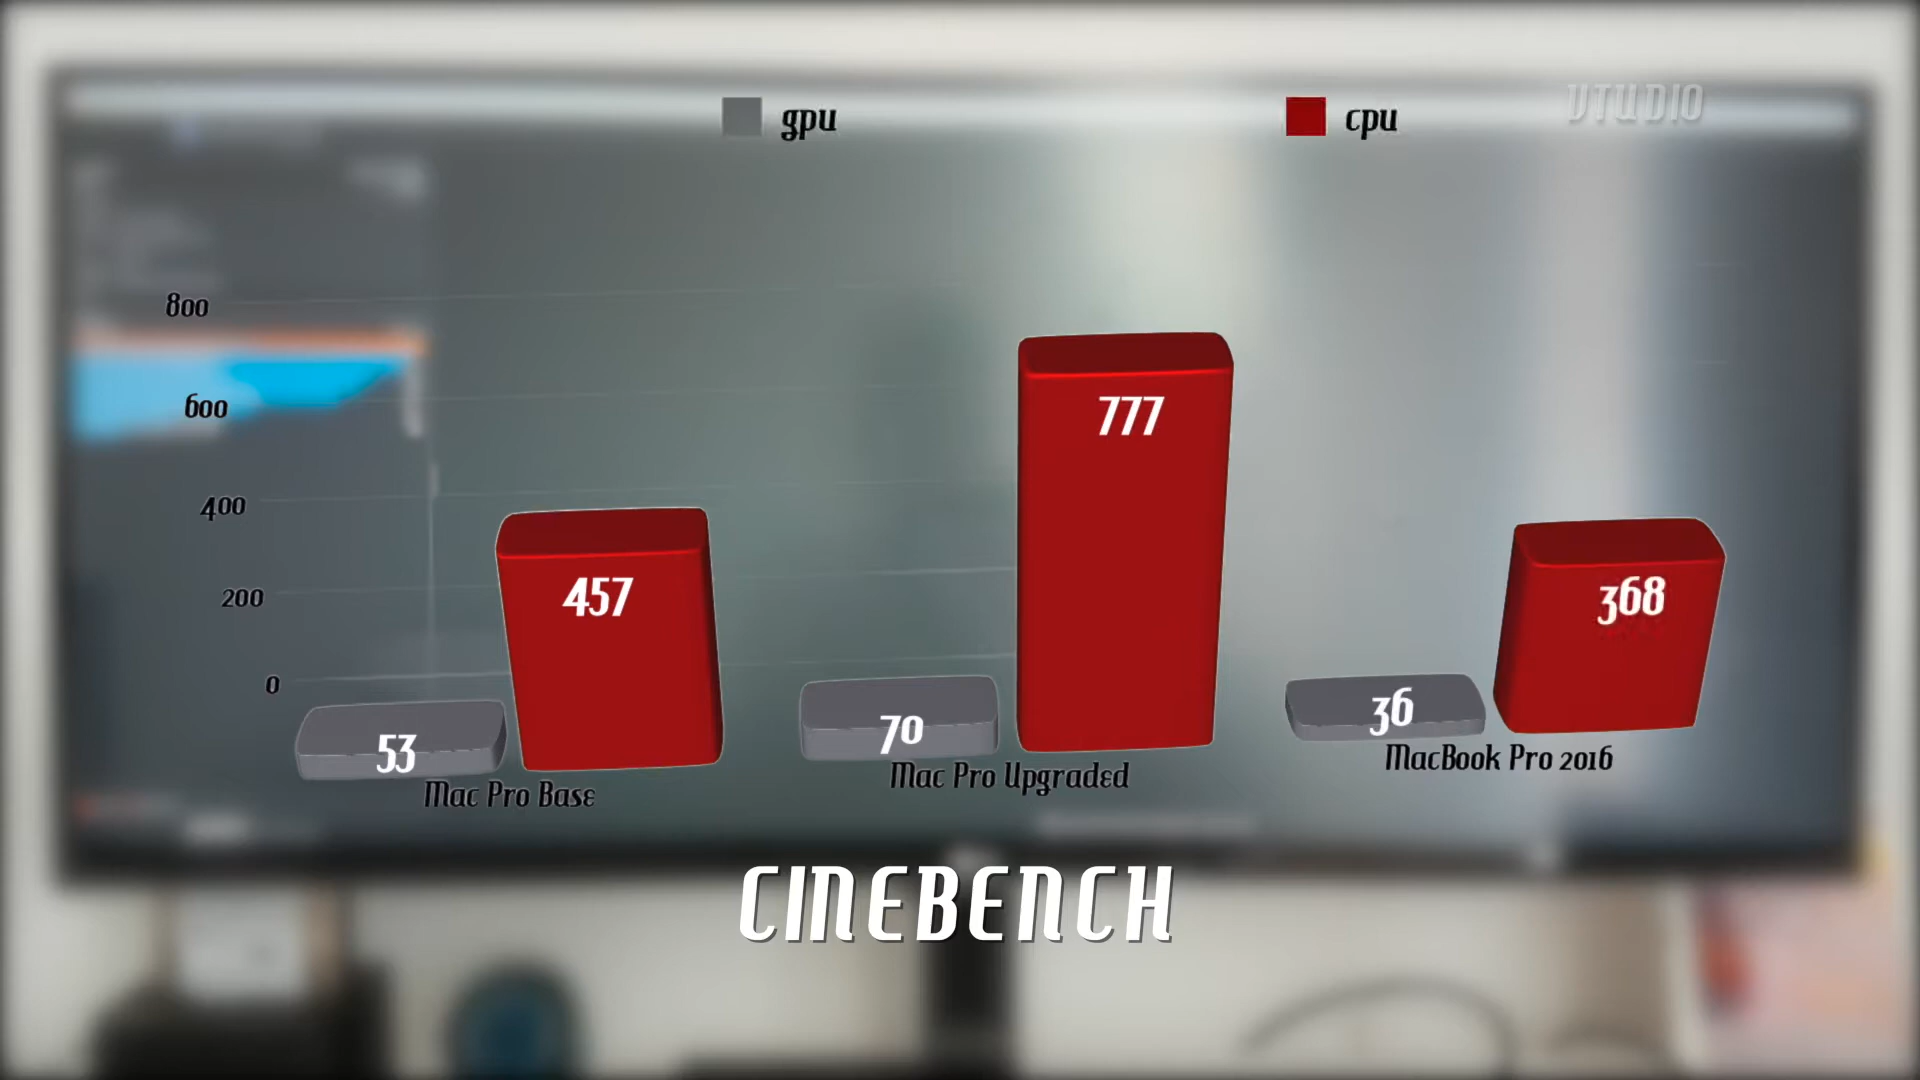 VTUDIO
gpu
cpu
800
600
400
200
0
53
457
70
777
36
368
Mac Pro Base
Mac Pro Upgraded
MacBook Pro 2016
CINEBENCH